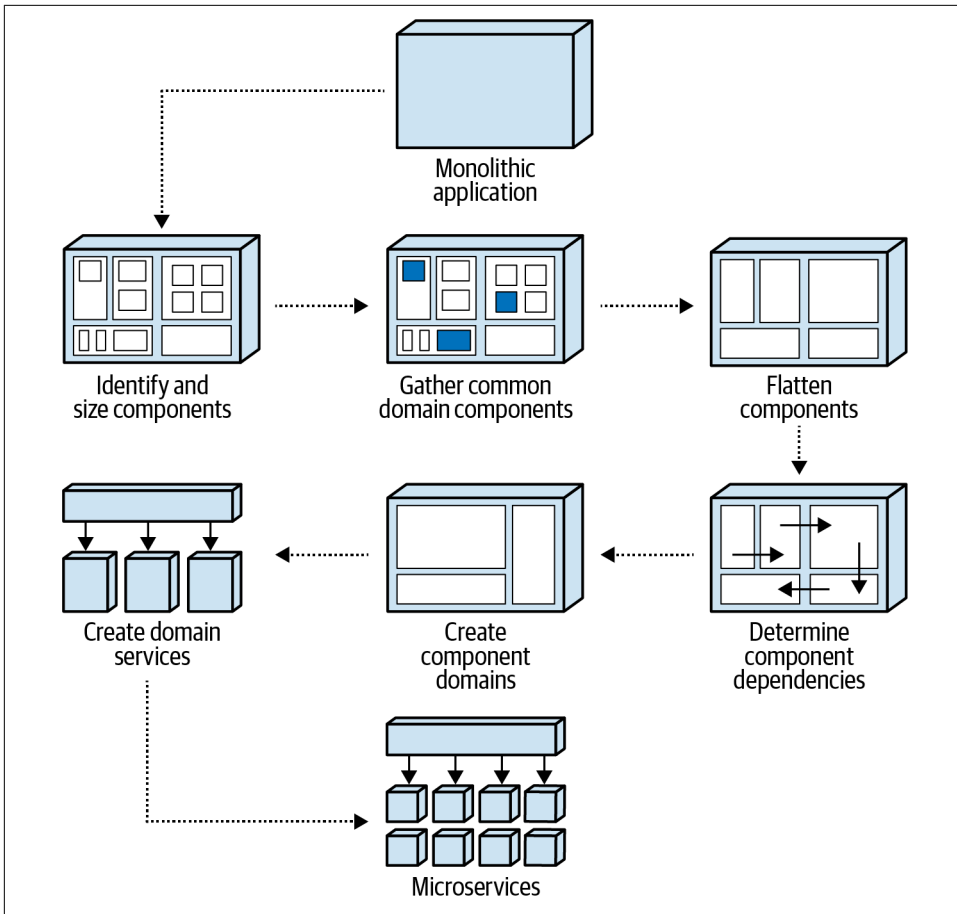 Monolithic
application
Identify and
size components
Gather common
domain components
Flatten
components
Determine
component
dependencies
Create
component
domains
Create domain
services
Microservices